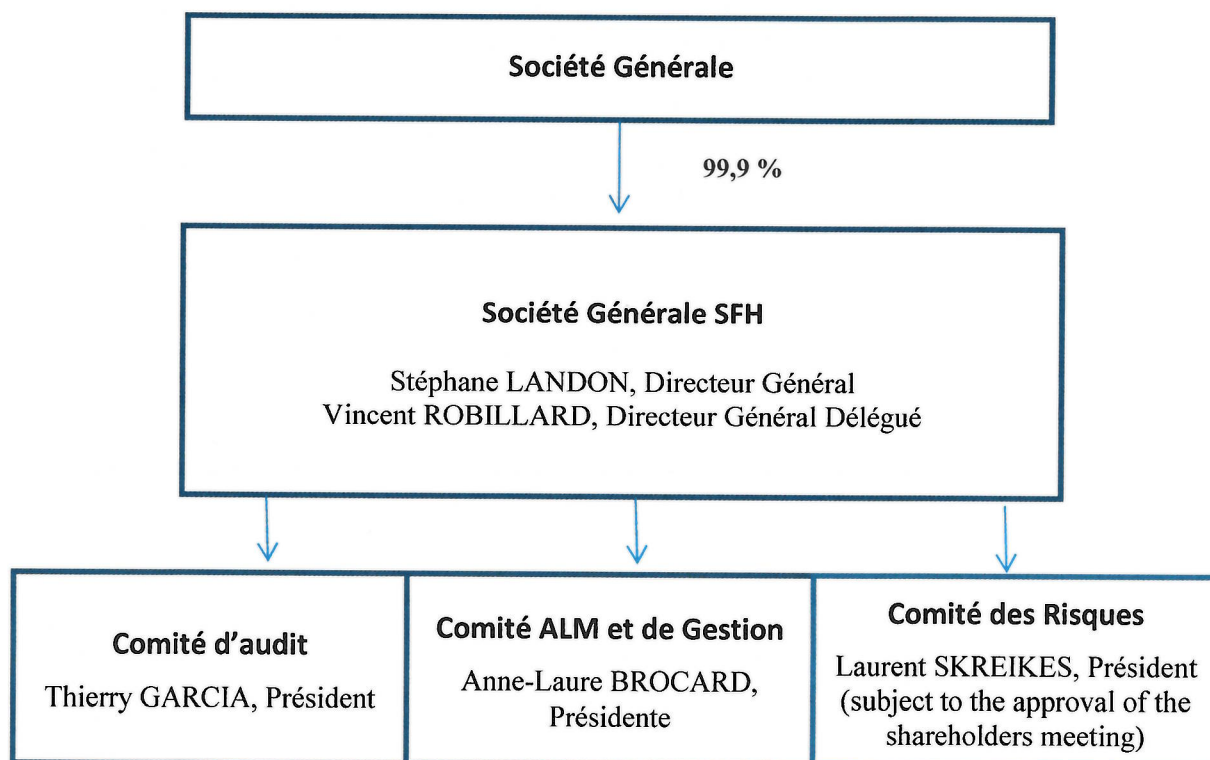 Société Générale
99,9 %
Société Générale SFH
Stéphane LANDON, Directeur Général
Vincent ROBILLARD, Directeur Général Délégué
Comité d’audit
Thierry GARCIA, Président
Comité ALM et de Gestion
Anne-Laure BROCARD,
Présidente
Comité des Risques
Laurent SKREIKES, Président
(subject to the approval of the
shareholders meeting)